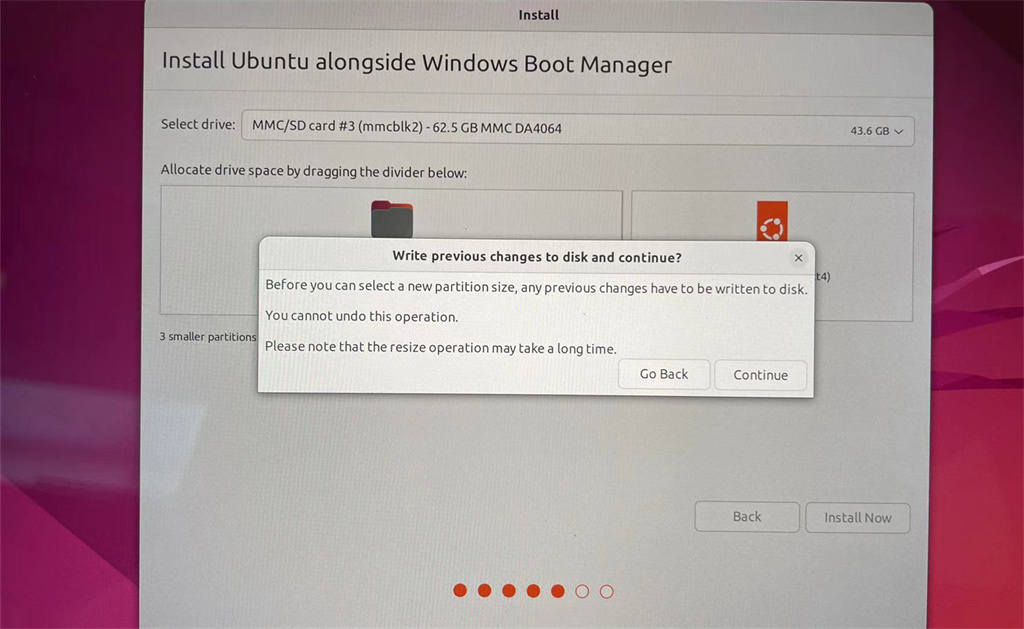 Install
Install Ubuntu alongside Windows Boot Manager
Select drive: MMC/SD card #3 (mmcblk2) - 62.5 GB MMC DA4064 43.6 GB
Allocate drive space by dragging the divider below:
Write previous changes to disk and continue?
t4)
Before you can select a new partition size, any previous changes have to be written to disk.
You cannot undo this operation.
3 smaller partitions
Please note that the resize operation may take a long time.
Go Back Continue
Back Install Now